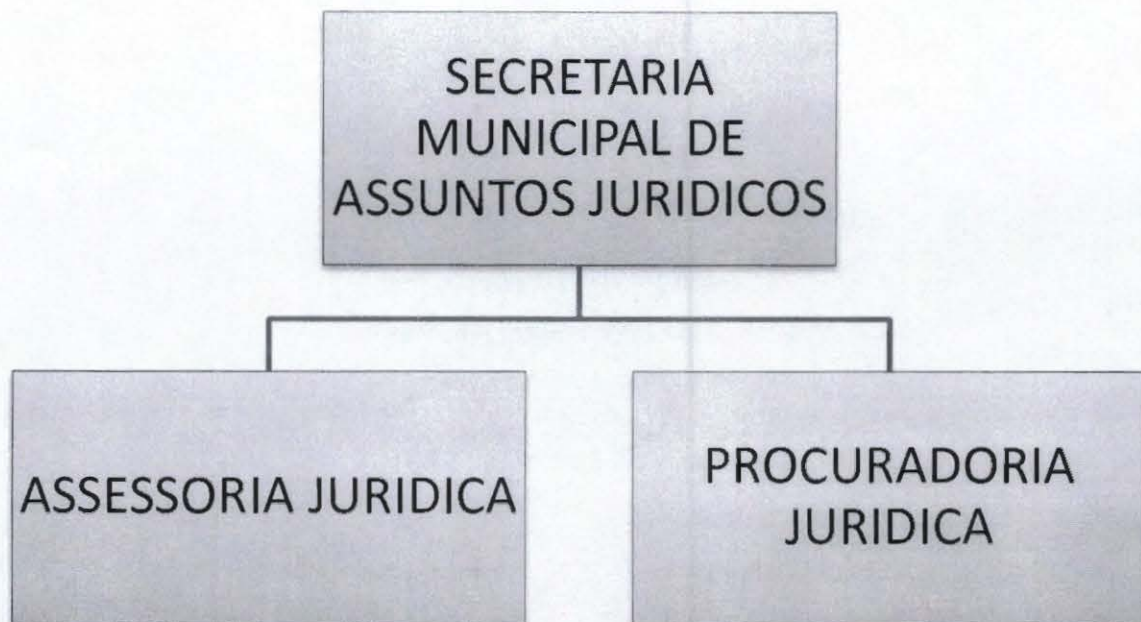 SECRETARIA
MUNICIPAL DE
ASSUNTOS JURIDICOS
ASSESSORIA JURIDICA
PROCURADORIA
JURIDICA